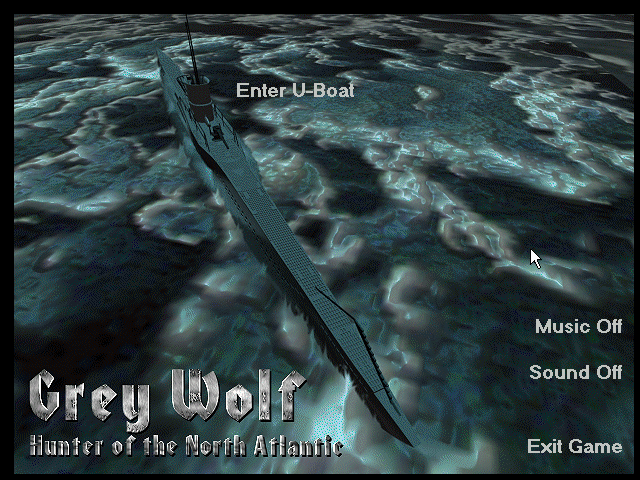 Enter U-Boat
Music Off
Sound Off
Grey Wolf
Hunter of the North Atlantic
Exit Game